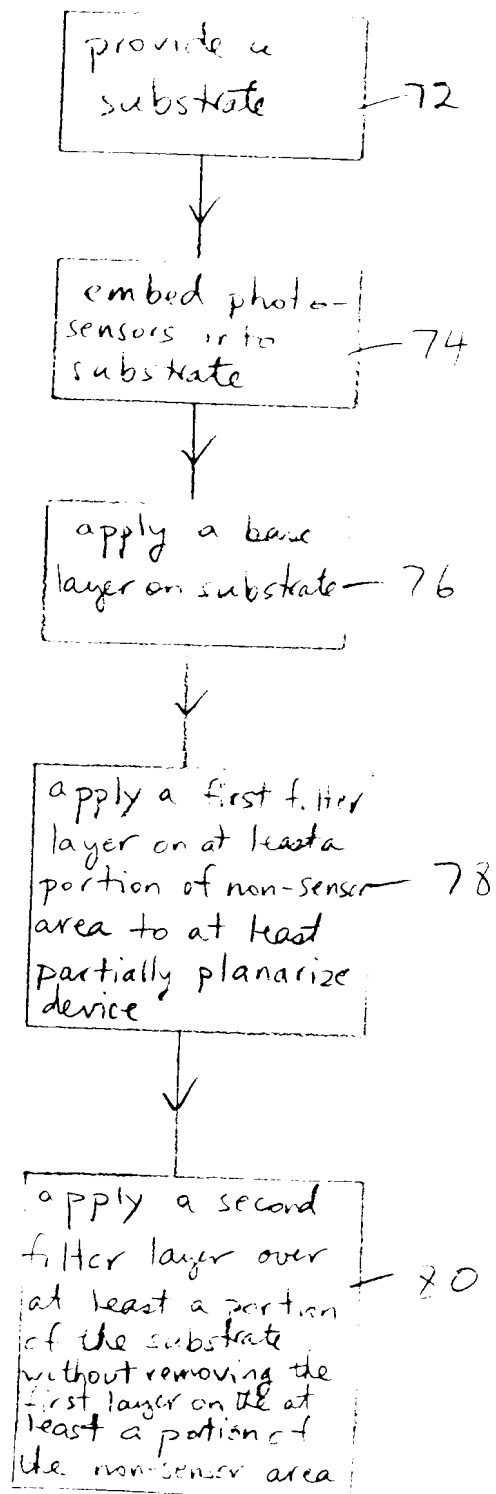 provide a
substrate
72
embed photo-
sensors into
substrate
74
apply a base
layer on substrate
76
apply a first filter
layer on at least a
portion of non-sensor
area to at least
partially planarize
device
78
apply a second
filter layer over
at least a portion
of the substrate
without removing the
first layer on the at
least a portion of
the non-sensor area
80